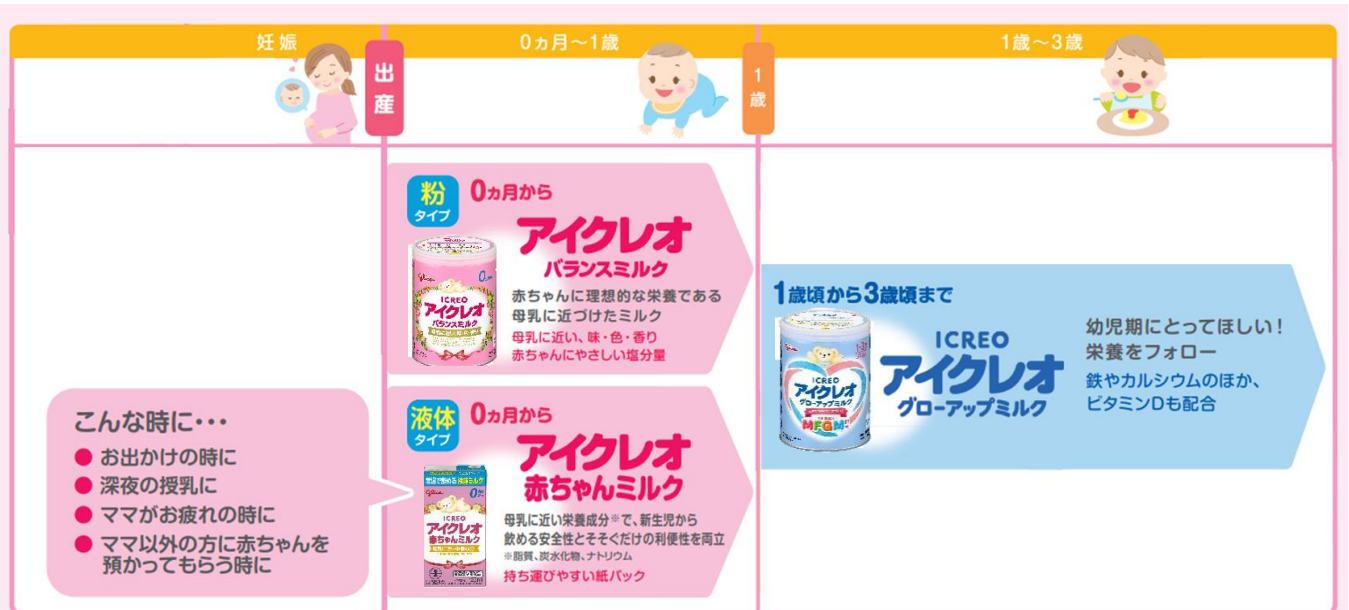 妊娠
出産
0ヵ月～1歳
1歳
1歳～3歳
粉
タイプ
0ヵ月から
アイクレオ
バランスミルク
赤ちゃんに理想的な栄養である
母乳に近づけたミルク
母乳に近い、味・色・香り
赤ちゃんにやさしい塩分量
Glico
ICREO
アイクレオ
バランスミルク
こんな時に・・・
● お出かけの時に
● 深夜の授乳に
● ママがお疲れの時に
● ママ以外の方に赤ちゃんを
預かってもらう時に
液体
タイプ
0ヵ月から
アイクレオ
赤ちゃんミルク
母乳に近い栄養成分※で、新生児から
飲める安全性とそそぐだけの利便性を両立
※脂質、炭水化物、ナトリウム
持ち運びやすい紙パック
Glico
ICREO
アイクレオ
赤ちゃんミルク
1歳頃から3歳頃まで
ICREO
アイクレオ
グローアップミルク
幼児期にとってほしい！
栄養をフォロー
鉄やカルシウムのほか、
ビタミンDも配合
ICREO
アイクレオ
グローアップミルク
MFGM